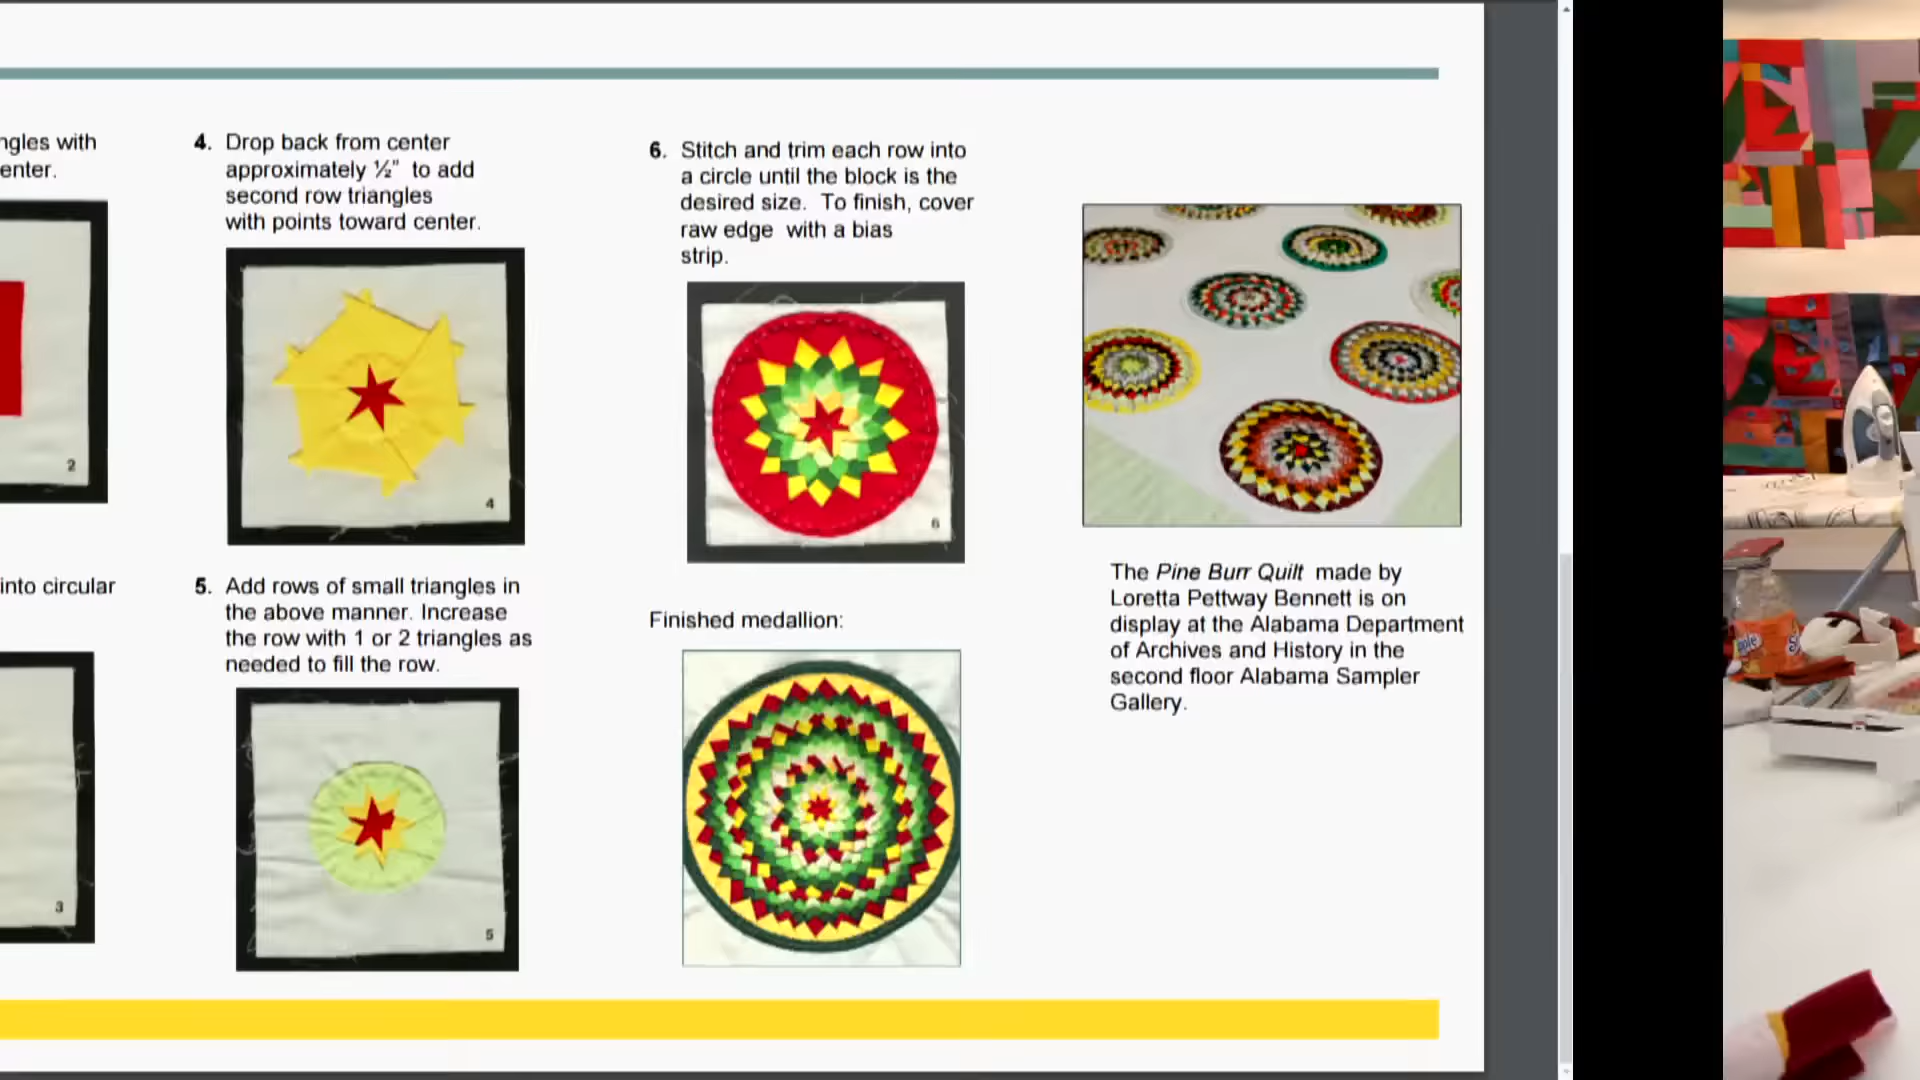 ngles with
enter.
2
into circular
3
4. Drop back from center
approximately ½" to add
second row triangles
with points toward center.
4
5. Add rows of small triangles in
the above manner. Increase
the row with 1 or 2 triangles as
needed to fill the row.
5
6. Stitch and trim each row into
a circle until the block is the
desired size. To finish, cover
raw edge with a bias
strip.
6
Finished medallion:
The Pine Burr Quilt made by
Loretta Pettway Bennett is on
display at the Alabama Department
of Archives and History in the
second floor Alabama Sampler
Gallery.